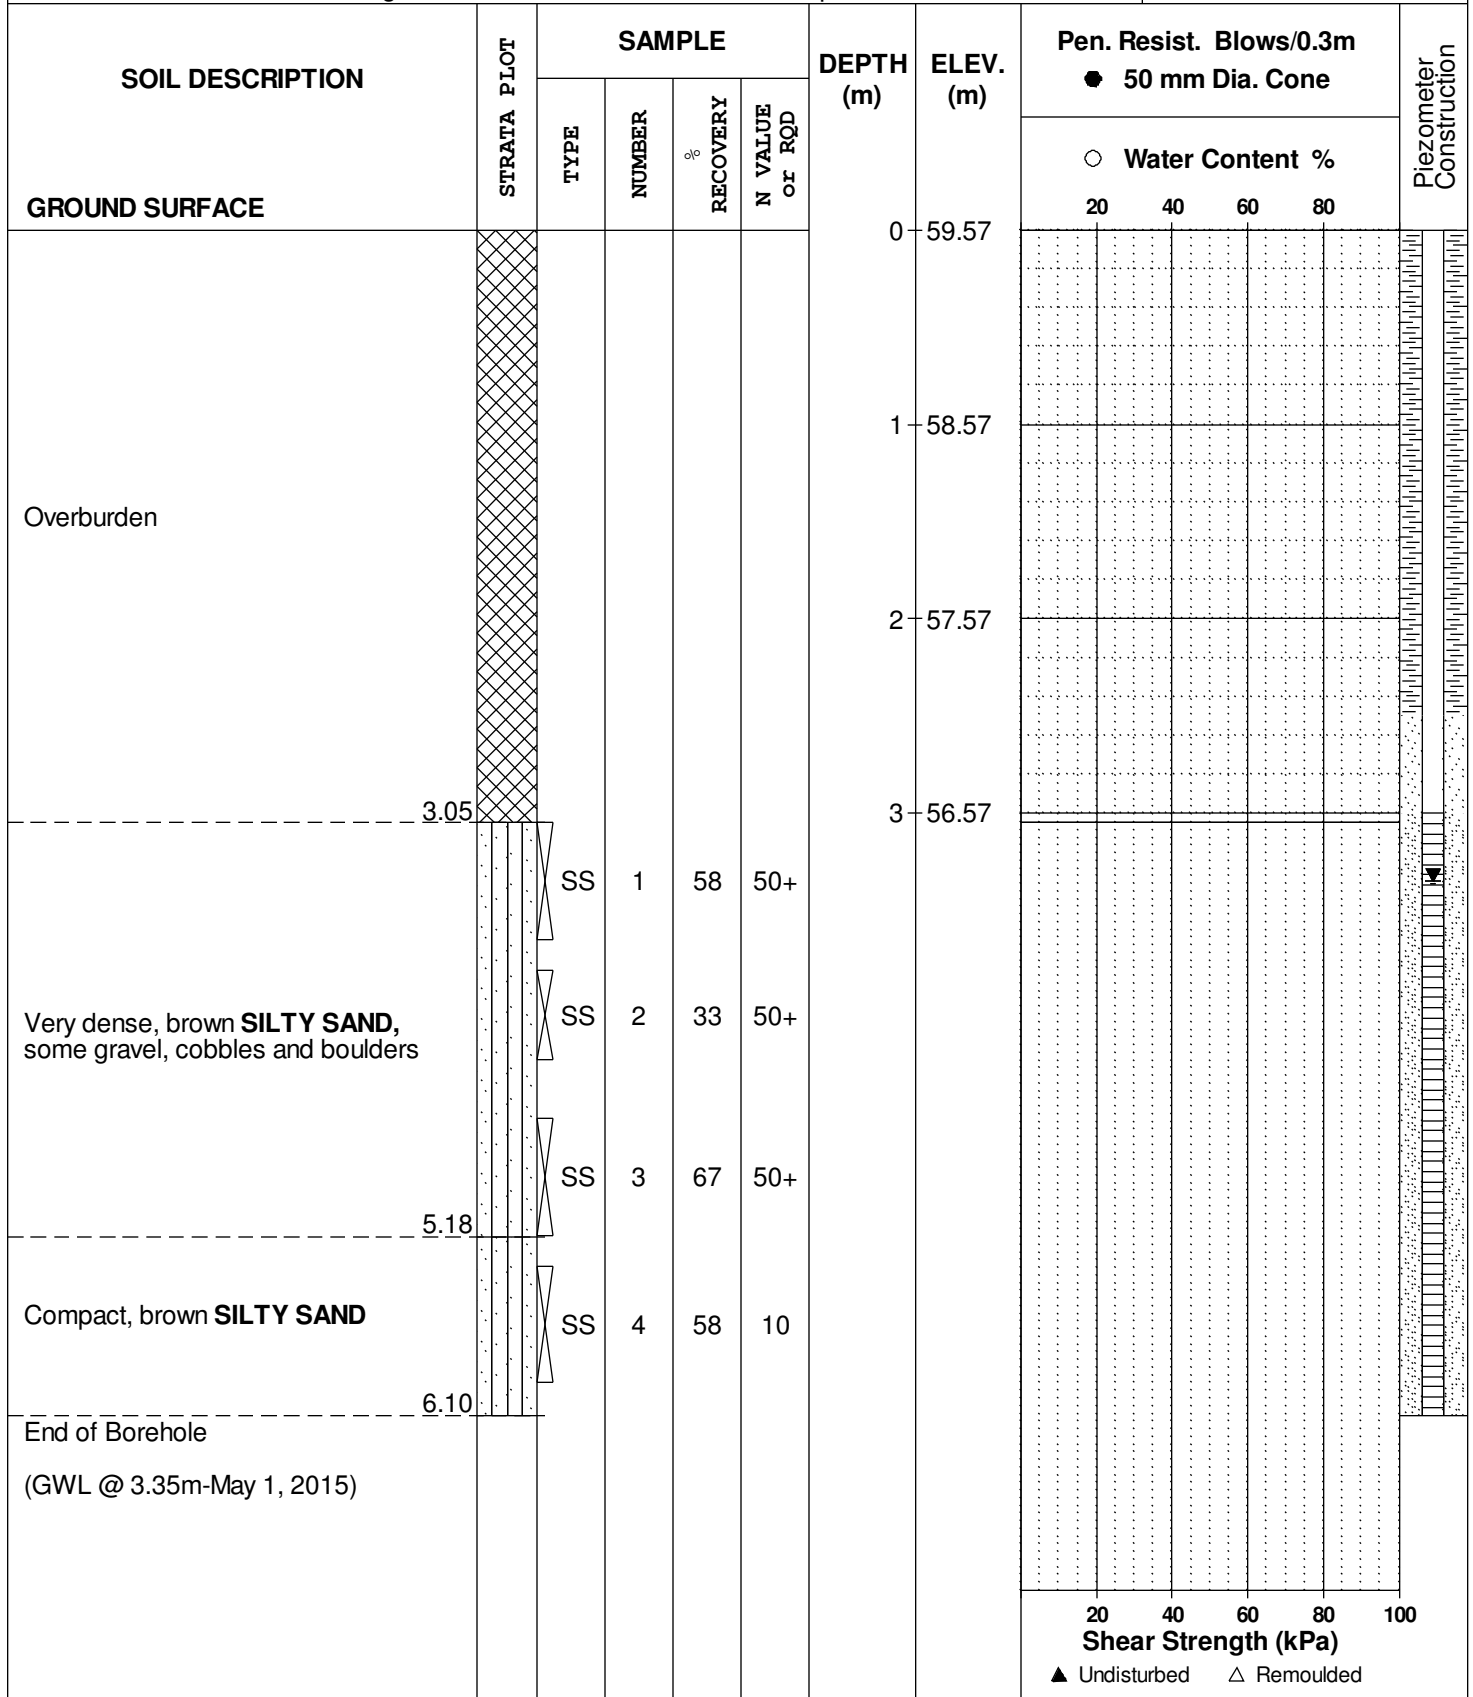 SOIL DESCRIPTION
GROUND SURFACE
STRATA PLOT
SAMPLE
TYPE
NUMBER
%
RECOVERY
N VALUE
or RQD
DEPTH
(m)
ELEV.
(m)
Pen. Resist. Blows/0.3m
● 50 mm Dia. Cone
○ Water Content %
20 40 60 80
Piezometer
Construction
0 59.57
1 58.57
Overburden
2 57.57
3 56.57
3.05
SS 1 58 50+
Very dense, brown SILTY SAND,
some gravel, cobbles and boulders
SS 2 33 50+
SS 3 67 50+
5.18
Compact, brown SILTY SAND
SS 4 58 10
6.10
End of Borehole
(GWL @ 3.35m-May 1, 2015)
20 40 60 80 100
Shear Strength (kPa)
▲ Undisturbed △ Remoulded